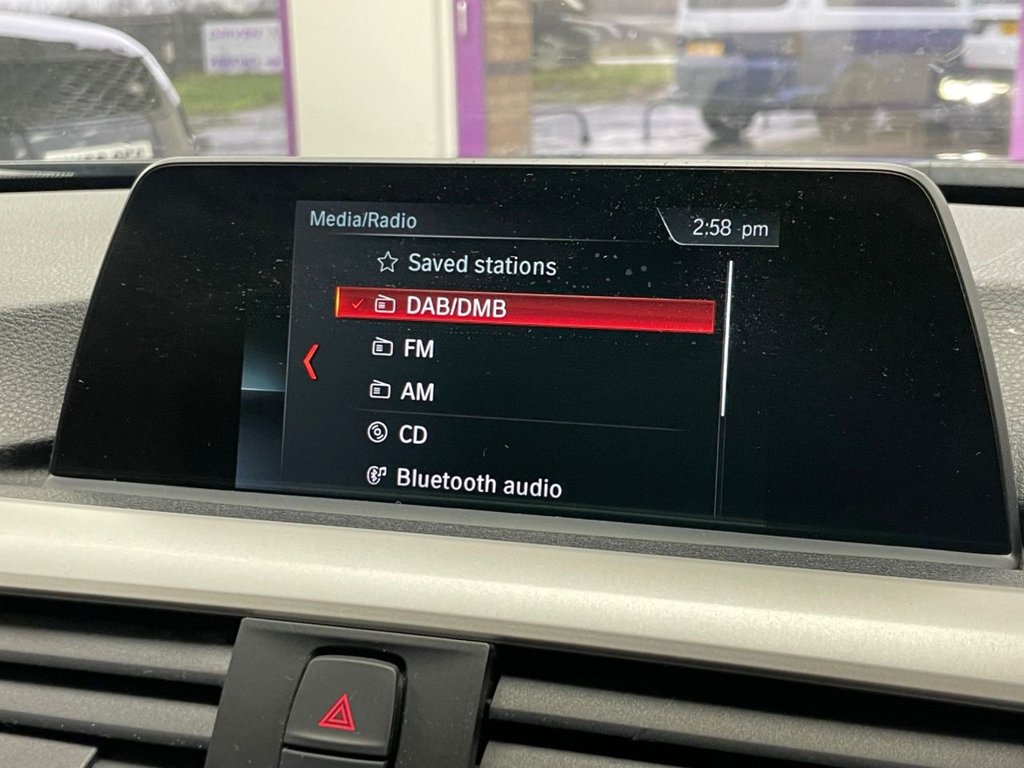 Media/Radio
2:58 pm
Saved stations
DAB/DMB
FM
AM
CD
Bluetooth audio